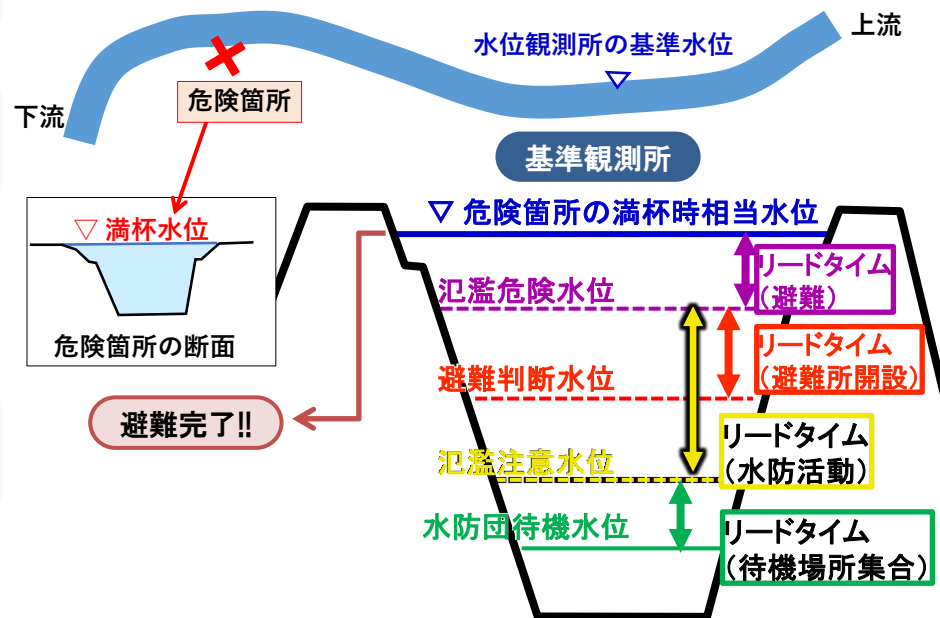 上流
水位観測所の基準水位
▽
危険箇所
下流
基準観測所
▽ 満杯水位
危険箇所の断面
▽ 危険箇所の満杯時相当水位
リードタイム
（避難）
氾濫危険水位
リードタイム
（避難所開設）
避難判断水位
避難完了!!
リードタイム
（水防活動）
氾濫注意水位
水防団待機水位
リードタイム
（待機場所集合）